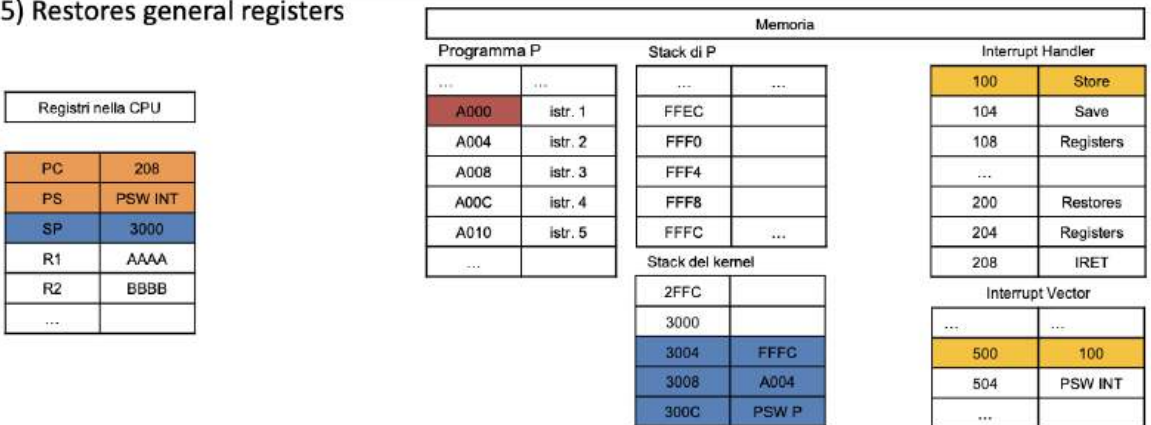 5) Restores general registers
Memoria
Programma P
Stack di P
Interrupt Handler
Registri nella CPU
PC 208
PS PSW INT
SP 3000
R1 AAAA
R2 BBBB
...
... ...
A000 istr. 1
A004 istr. 2
A008 istr. 3
A00C istr. 4
A010 istr. 5
...
... ...
FFEC
FFF0
FFF4
FFF8
FFFC ...
Stack del kernel
2FFC
3000
3004 FFFC
3008 A004
300C PSW P
100 Store
104 Save
108 Registers
...
200 Restores
204 Registers
208 IRET
Interrupt Vector
... ...
500 100
504 PSW INT
...